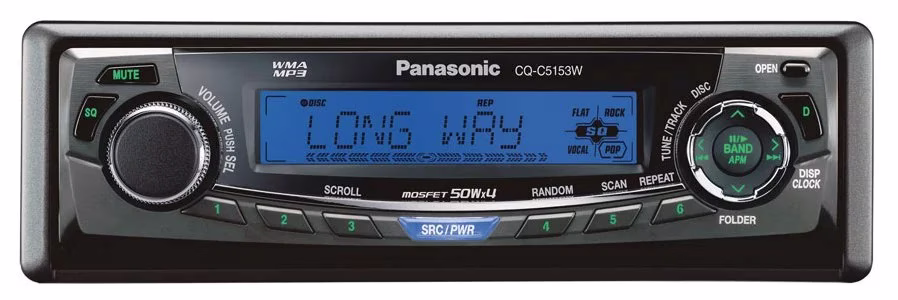 MUTE
WMA
MP3
Panasonic CQ-C5153W
OPEN
SQ
VOLUME PUSH SEL
DISC
REP
LONG WAY
FLAT ROCK
SQ
VOCAL POP
TUNE/TRACK DISC
BAND
APM
D
DISP
CLOCK
SCROLL
MOSFET 50Wx4
RANDOM
SCAN
REPEAT
FOLDER
1
2
3
SRC/PWR
4
5
6